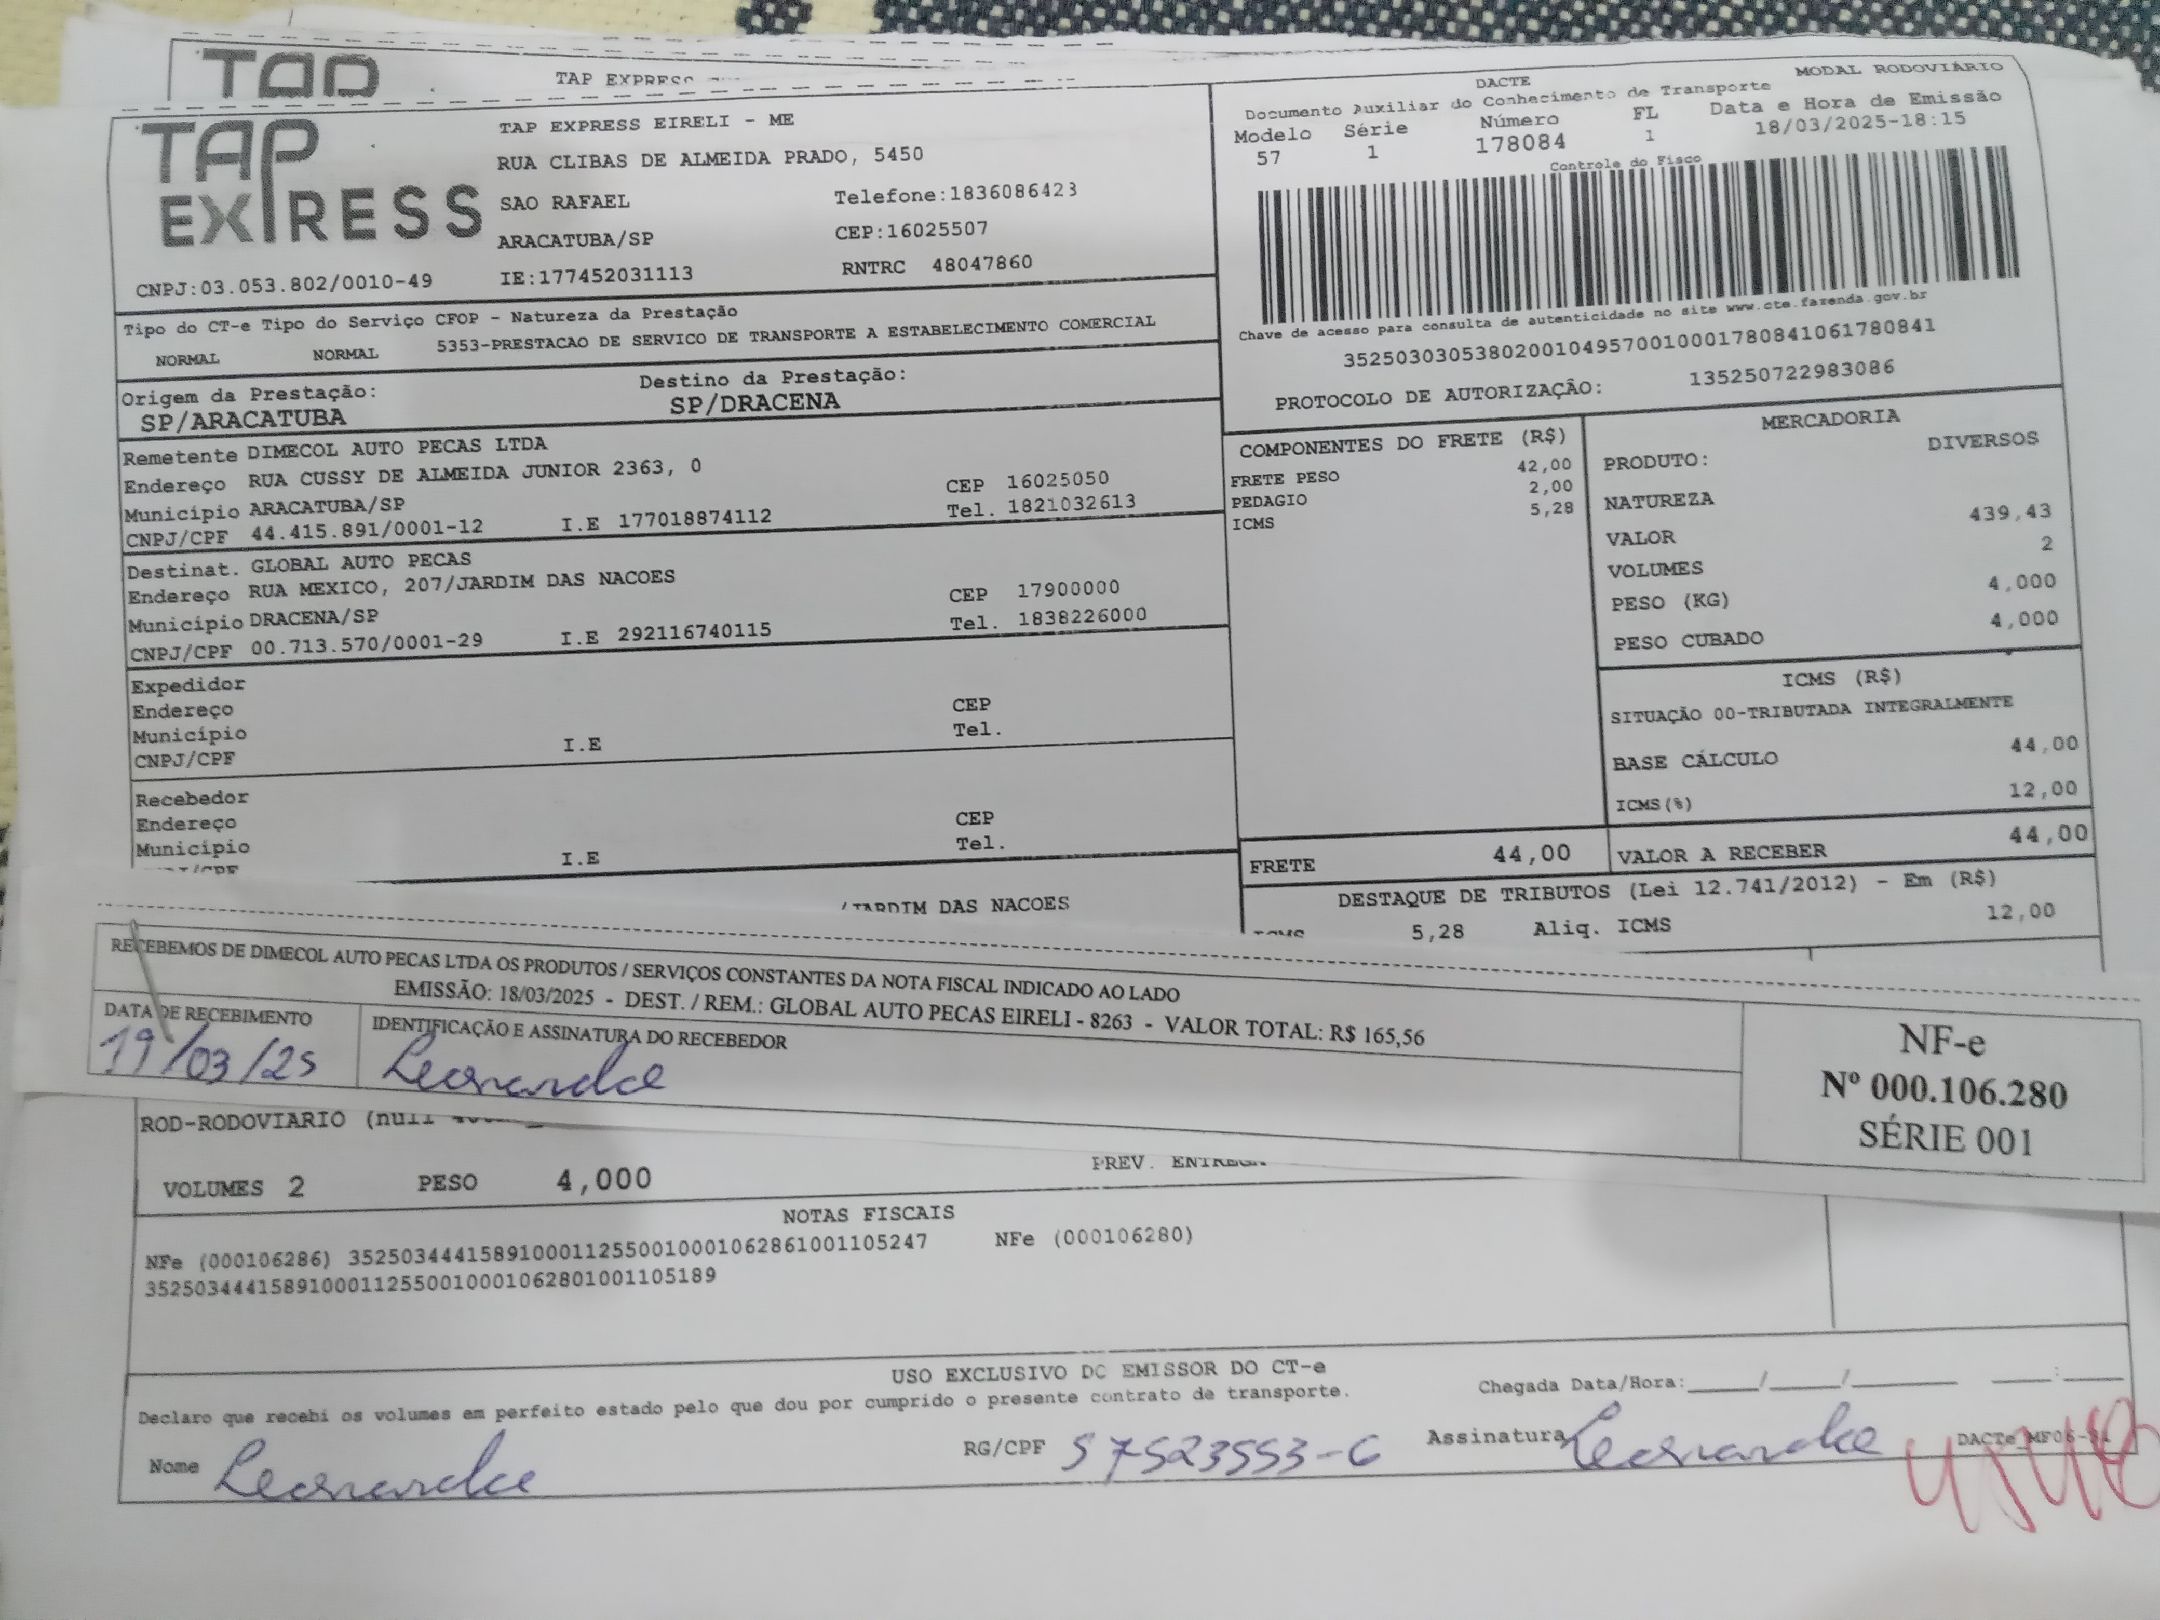 TAP
TAP EXPRESS
TAP EXPRESS
TAP EXPRESS EIRELI - ME
RUA CLIBAS DE ALMEIDA PRADO, 5450
SAO RAFAEL Telefone:1836086423
ARACATUBA/SP CEP:16025507
CNPJ:03.053.802/0010-49 IE:177452031113 RNTRC 48047860
DACTE MODAL RODOVIÁRIO
Documento Auxiliar do Conhecimento de Transporte
Modelo Série Número FL Data e Hora de Emissão
57 1 178084 1 18/03/2025-18:15
Controle do Fisco
Chave de acesso para consulta de autenticidade no site www.cte.fazenda.gov.br
35250303053802001049570010001780841061780841
PROTOCOLO DE AUTORIZAÇÃO: 135250722983086
Tipo do CT-e Tipo do Serviço CFOP - Natureza da Prestação
NORMAL NORMAL 5353-PRESTACAO DE SERVICO DE TRANSPORTE A ESTABELECIMENTO COMERCIAL
Origem da Prestação: Destino da Prestação:
SP/ARACATUBA SP/DRACENA
Remetente DIMECOL AUTO PECAS LTDA
Endereço RUA CUSSY DE ALMEIDA JUNIOR 2363, 0 CEP 16025050
Município ARACATUBA/SP Tel. 1821032613
CNPJ/CPF 44.415.891/0001-12 I.E 177018874112
Destinat. GLOBAL AUTO PECAS
Endereço RUA MEXICO, 207/JARDIM DAS NACOES CEP 17900000
Município DRACENA/SP Tel. 1838226000
CNPJ/CPF 00.713.570/0001-29 I.E 292116740115
Expedidor
Endereço CEP
Município Tel.
CNPJ/CPF I.E
Recebedor
Endereço CEP
Município Tel.
I.E
/JARDIM DAS NACOES
COMPONENTES DO FRETE (R$)
FRETE PESO 42,00
PEDAGIO 2,00
ICMS 5,28
MERCADORIA
PRODUTO: DIVERSOS
NATUREZA
VALOR 439,43
VOLUMES 2
PESO (KG) 4,000
PESO CUBADO 4,000
ICMS (R$)
SITUAÇÃO 00-TRIBUTADA INTEGRALMENTE
BASE CÁLCULO 44,00
ICMS(%) 12,00
FRETE 44,00 VALOR A RECEBER 44,00
DESTAQUE DE TRIBUTOS (Lei 12.741/2012) - Em (R$)
ICMS 5,28 Aliq. ICMS 12,00
RECEBEMOS DE DIMECOL AUTO PECAS LTDA OS PRODUTOS / SERVIÇOS CONSTANTES DA NOTA FISCAL INDICADO AO LADO
EMISSÃO: 18/03/2025 - DEST. / REM.: GLOBAL AUTO PECAS EIRELI - 8263 - VALOR TOTAL: R$ 165,56
DATA DE RECEBIMENTO IDENTIFICAÇÃO E ASSINATURA DO RECEBEDOR
19/03/25 Leonardo
NF-e
Nº 000.106.280
SÉRIE 001
ROD-RODOVIARIO (null
VOLUMES 2 PESO 4,000 PREV. ENTREGA
NOTAS FISCAIS
NFe (000106286) 35250344415891000112550010001062861001105247 NFe (000106280)
35250344415891000112550010001062801001105189
USO EXCLUSIVO DO EMISSOR DO CT-e
Declaro que recebi os volumes em perfeito estado pelo que dou por cumprido o presente contrato de transporte. Chegada Data/Hora:_____/_____/________ ___:____
Nome Leonardo RG/CPF 57523553-6 Assinatura Leonardo